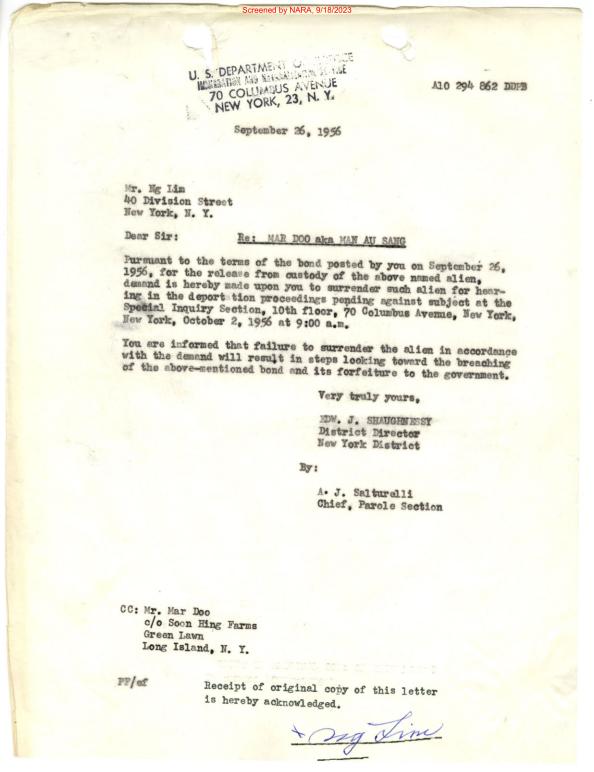 Screened by NARA, 9/18/2023
U. S. DEPARTMENT OF JUSTICE
IMMIGRATION AND NATURALIZATION SERVICE
70 COLUMBUS AVENUE
NEW YORK, 23, N. Y.
A10 294 862 DDPB
September 26, 1956
Mr. Ng Lim
40 Division Street
New York, N. Y.
Dear Sir: Re: MAR DOO aka MAN AU SANG
Pursuant to the terms of the bond posted by you on September 26,
1956, for the release from custody of the above named alien,
demand is hereby made upon you to surrender such alien for hear-
ing in the deport tion proceedings pending against subject at the
Special Inquiry Section, 10th floor, 70 Columbus Avenue, New York,
New York, October 2, 1956 at 9:00 a.m.
You are informed that failure to surrender the alien in accordance
with the demand will result in steps looking toward the breaching
of the above-mentioned bond and its forfeiture to the government.
Very truly yours,
EDW. J. SHAUGHNESSY
District Director
New York District
By:
A. J. Salturelli
Chief, Parole Section
CC: Mr. Mar Doo
c/o Soon Hing Farms
Green Lawn
Long Island, N. Y.
PP/ef
Receipt of original copy of this letter
is hereby acknowledged.
x Ng Lim